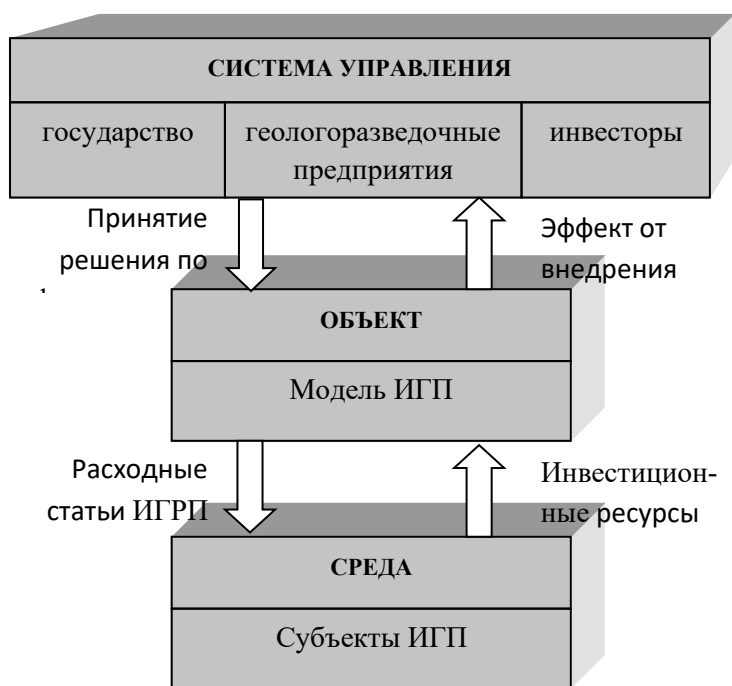 СИСТЕМА УПРАВЛЕНИЯ
государство
геологоразведочные
предприятия
инвесторы
Принятие
решения по
Эффект от
внедрения
ОБЪЕКТ
Модель ИГП
Расходные
статьи ИГРП
Инвестицион-
ные ресурсы
СРЕДА
Субъекты ИГП